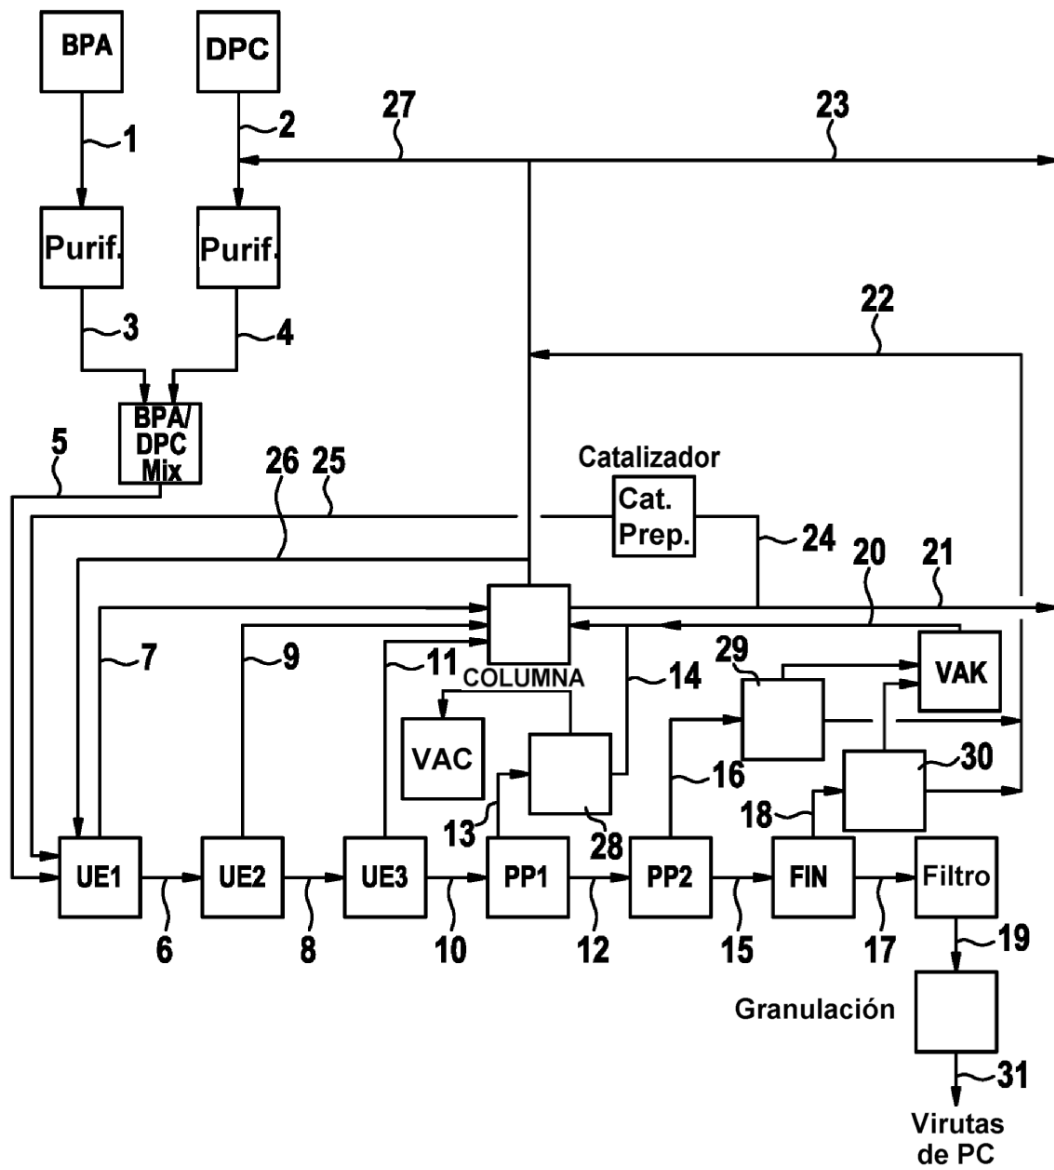 BPA
DPC
1
2
27
23
Purif.
Purif.
3
4
22
BPA/
DPC
Mix
5
26
25
Catalizador
Cat.
Prep.
24
20
21
7
9
11
COLUMNA
14
29
VAK
VAC
16
30
13
28
18
UE1
UE2
UE3
PP1
PP2
FIN
Filtro
6
8
10
12
15
17
19
Granulación
31
Virutas
de PC